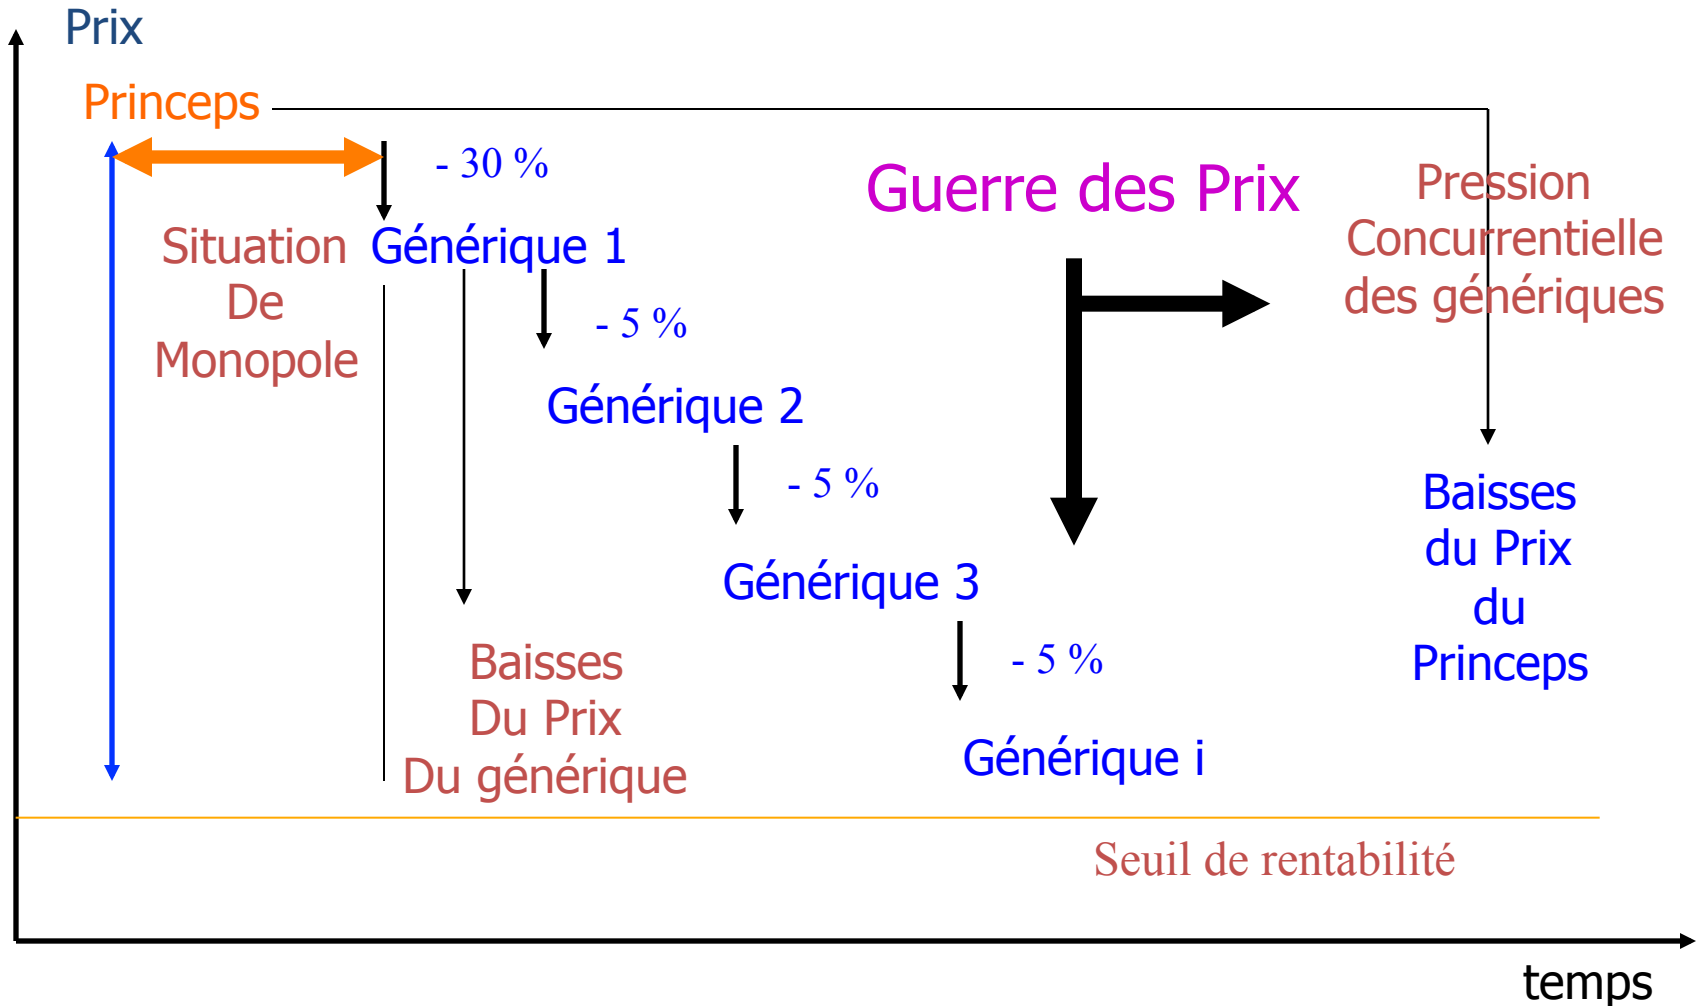 Prix
Princeps
- 30 %
Situation
De
Monopole
Générique 1
- 5 %
Générique 2
- 5 %
Générique 3
- 5 %
Générique i
Baisses
Du Prix
Du générique
Guerre des Prix
Pression
Concurrentielle
des génériques
Baisses
du Prix
du
Princeps
Seuil de rentabilité
temps